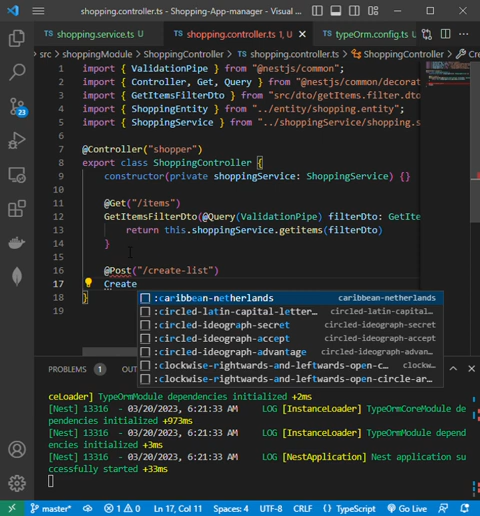 shopping.controller.ts - Shopping-App-manager - Visual ...
shopping.service.ts U
shopping.controller.ts 1, U
typeOrm.config.ts U
src > shoppingModule > ShoppingController > shopping.controller.ts > ShoppingController > Cre
1 import { ValidationPipe } from "@nestjs/common";
2 import { Controller, Get, Query } from "@nestjs/common/decorat
3 import { GetItemsFilterDto } from "src/dto/getItems.filter.dto
4 import { ShoppingEntity } from "../entity/shopping.entity";
5 import { ShoppingService } from "../shoppingService/shopping.s
6
7 @Controller("shopper")
8 export class ShoppingController {
9 constructor(private shoppingService: ShoppingService) {}
10
11 @Get("/items")
12 GetItemsFilterDto(@Query(ValidationPipe) filterDto: GetIte
13 return this.shoppingService.getitems(filterDto)
14 }
15
16 @Post("/create-list")
17 Create
18 }
19
:caribbean-netherlands caribbean-netherlands
:circled-latin-capital-letter... circled-latin-capital...
:circled-ideograph-secret circled-ideograph-secret
:circled-ideograph-accept circled-ideograph-accept
:circled-ideograph-advantage circled-ideograph-advan...
:clockwise-rightwards-and-leftwards-open-c... clockw...
:clockwise-rightwards-and-leftwards-open-circle-ar...
PROBLEMS 1 OUT
ceLoader] TypeOrmModule dependencies initialized +2ms
[Nest] 13316 - 03/20/2023, 6:21:33 AM LOG [InstanceLoader] TypeOrmCoreModule de
pendencies initialized +973ms
[Nest] 13316 - 03/20/2023, 6:21:33 AM LOG [InstanceLoader] TypeOrmModule depend
encies initialized +3ms
[Nest] 13316 - 03/20/2023, 6:21:33 AM LOG [NestApplication] Nest application su
ccessfully started +33ms
23
master* 1 0 Ln 17, Col 11 Spaces: 4 UTF-8 CRLF {} TypeScript Go Live